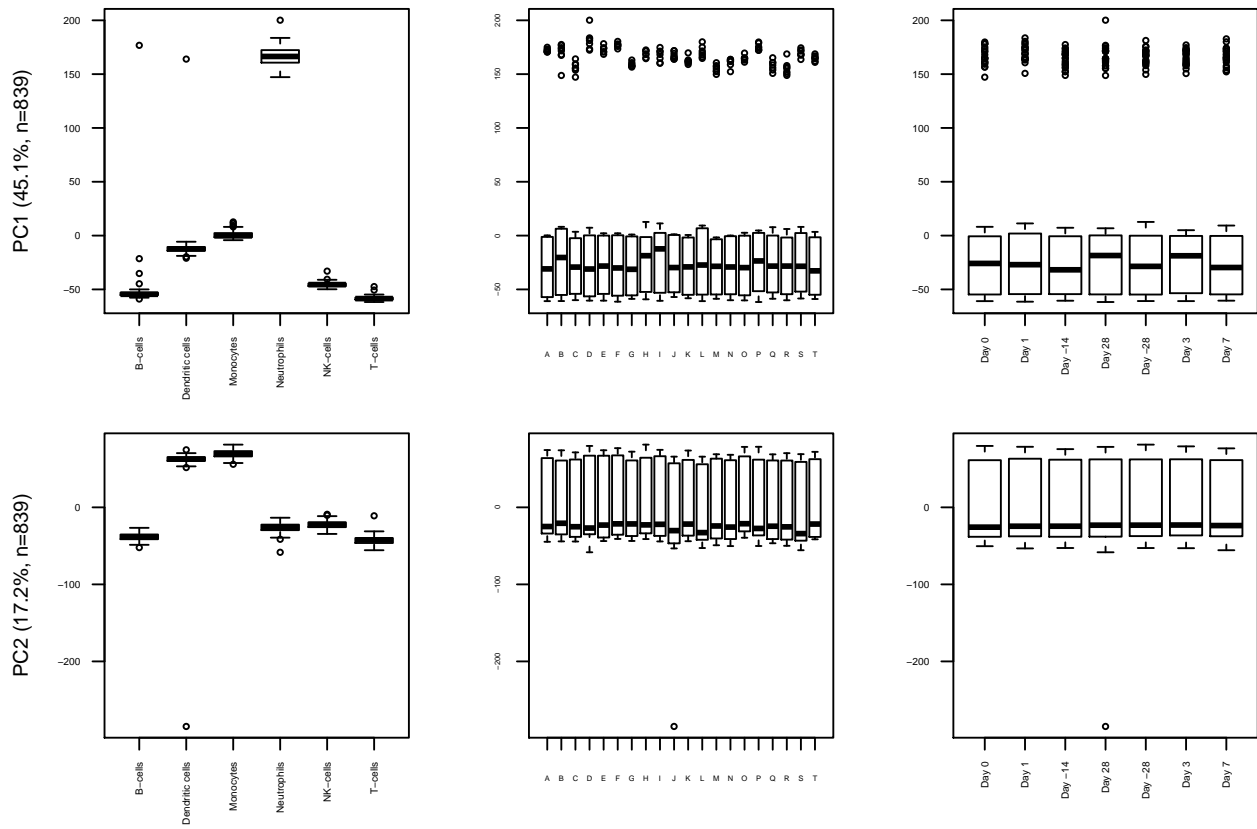 PC1 (45.1%, n=839)
200
150
100
50
0
−50
B−cells
Dendritic cells
Monocytes
Neutrophils
NK−cells
T−cells
200
150
100
50
0
−50
A B C D E F G H I J K L M N O P Q R S T
200
150
100
50
0
−50
Day 0
Day 1
Day −14
Day 28
Day −28
Day 3
Day 7
PC2 (17.2%, n=839)
0
−100
−200
B−cells
Dendritic cells
Monocytes
Neutrophils
NK−cells
T−cells
0
−100
−200
A B C D E F G H I J K L M N O P Q R S T
0
−100
−200
Day 0
Day 1
Day −14
Day 28
Day −28
Day 3
Day 7